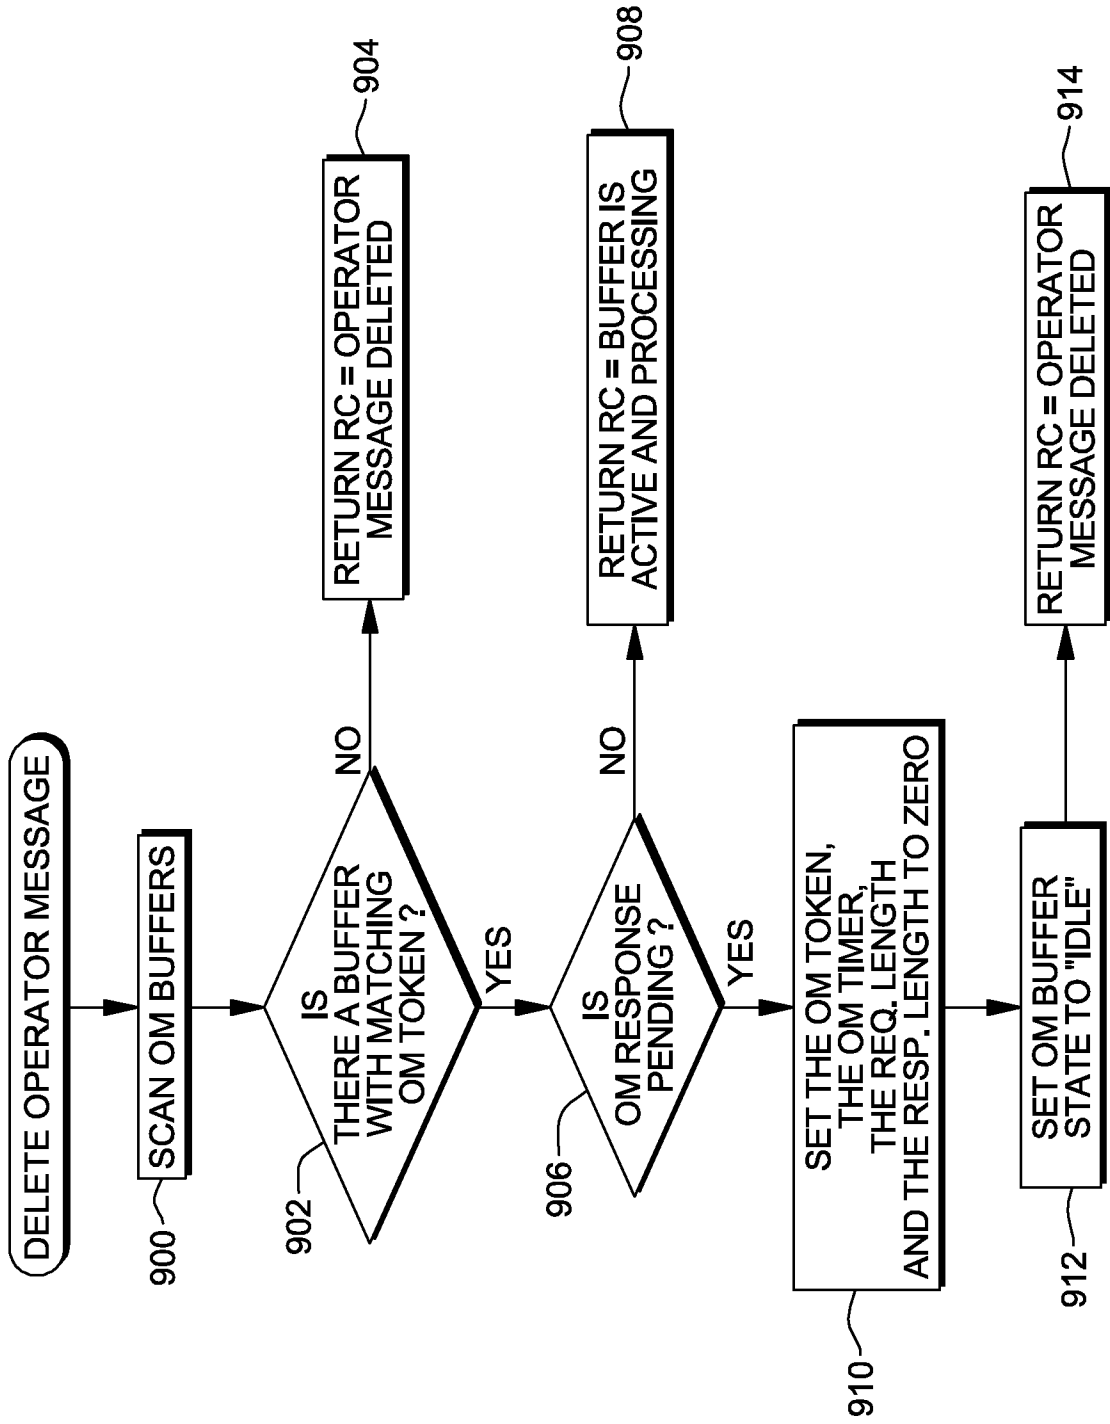 DELETE OPERATOR MESSAGE
SCAN OM BUFFERS
900
IS
THERE A BUFFER
WITH MATCHING
OM TOKEN ?
902
NO
RETURN RC = OPERATOR
MESSAGE DELETED
904
YES
IS
OM RESPONSE
PENDING ?
906
NO
RETURN RC = BUFFER IS
ACTIVE AND PROCESSING
908
YES
SET THE OM TOKEN,
THE OM TIMER,
THE REQ. LENGTH
AND THE RESP. LENGTH TO ZERO
910
SET OM BUFFER
STATE TO "IDLE"
912
RETURN RC = OPERATOR
MESSAGE DELETED
914